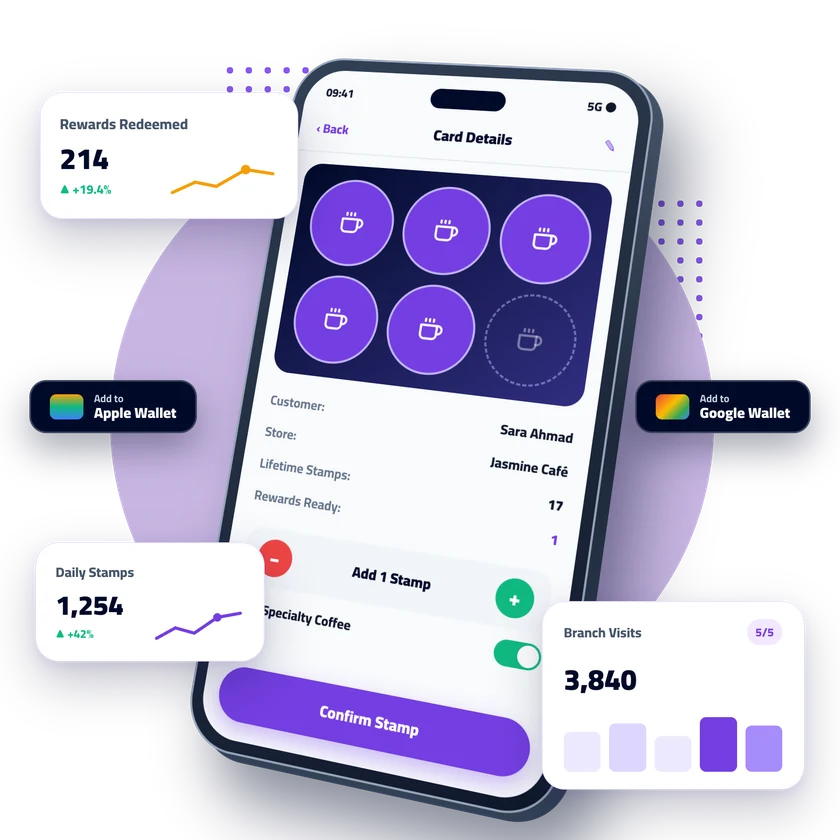 09:41
5G
‹ Back
Card Details
Rewards Redeemed
214
▲ +19.4%
Add to
Apple Wallet
Add to
Google Wallet
Customer:
Sara Ahmad
Store:
Jasmine Café
Lifetime Stamps:
17
Rewards Ready:
1
−
Add 1 Stamp
+
Specialty Coffee
Confirm Stamp
Daily Stamps
1,254
▲ +42%
Branch Visits
5/5
3,840